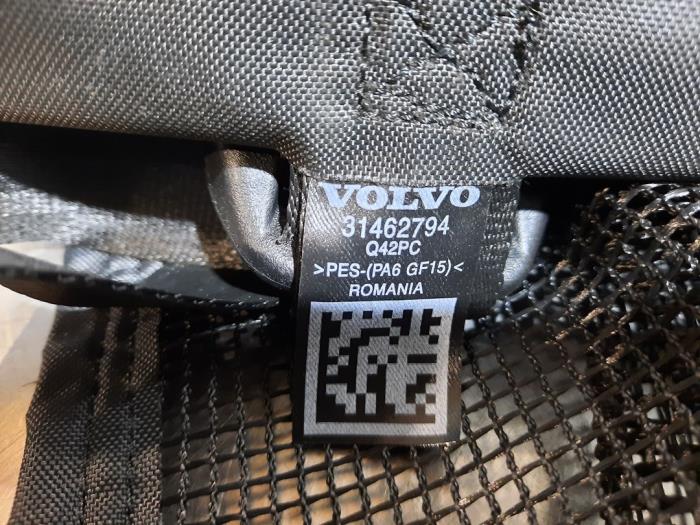 VOLVO
31462794
Q42PC
>PES-(PA6 GF15)<
ROMANIA